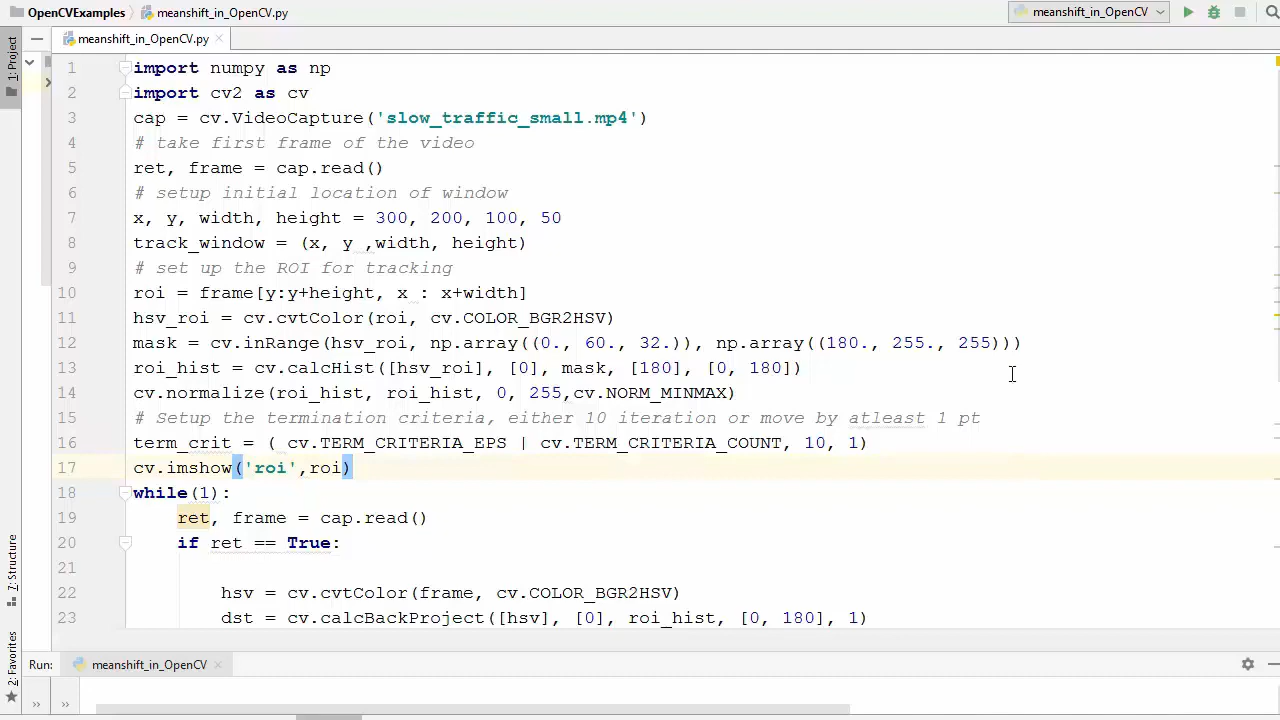 OpenCVExamples meanshift_in_OpenCV.py meanshift_in_OpenCV
meanshift_in_OpenCV.py
1: Project
1 import numpy as np
2 import cv2 as cv
3 cap = cv.VideoCapture('slow_traffic_small.mp4')
4 # take first frame of the video
5 ret, frame = cap.read()
6 # setup initial location of window
7 x, y, width, height = 300, 200, 100, 50
8 track_window = (x, y ,width, height)
9 # set up the ROI for tracking
10 roi = frame[y:y+height, x : x+width]
11 hsv_roi = cv.cvtColor(roi, cv.COLOR_BGR2HSV)
12 mask = cv.inRange(hsv_roi, np.array((0., 60., 32.)), np.array((180., 255., 255)))
13 roi_hist = cv.calcHist([hsv_roi], [0], mask, [180], [0, 180])
14 cv.normalize(roi_hist, roi_hist, 0, 255,cv.NORM_MINMAX)
15 # Setup the termination criteria, either 10 iteration or move by atleast 1 pt
16 term_crit = ( cv.TERM_CRITERIA_EPS | cv.TERM_CRITERIA_COUNT, 10, 1)
17 cv.imshow('roi',roi)
18 while(1):
19 ret, frame = cap.read()
20 if ret == True:
21
22 hsv = cv.cvtColor(frame, cv.COLOR_BGR2HSV)
23 dst = cv.calcBackProject([hsv], [0], roi_hist, [0, 180], 1)
7: Structure
2: Favorites
Run: meanshift_in_OpenCV